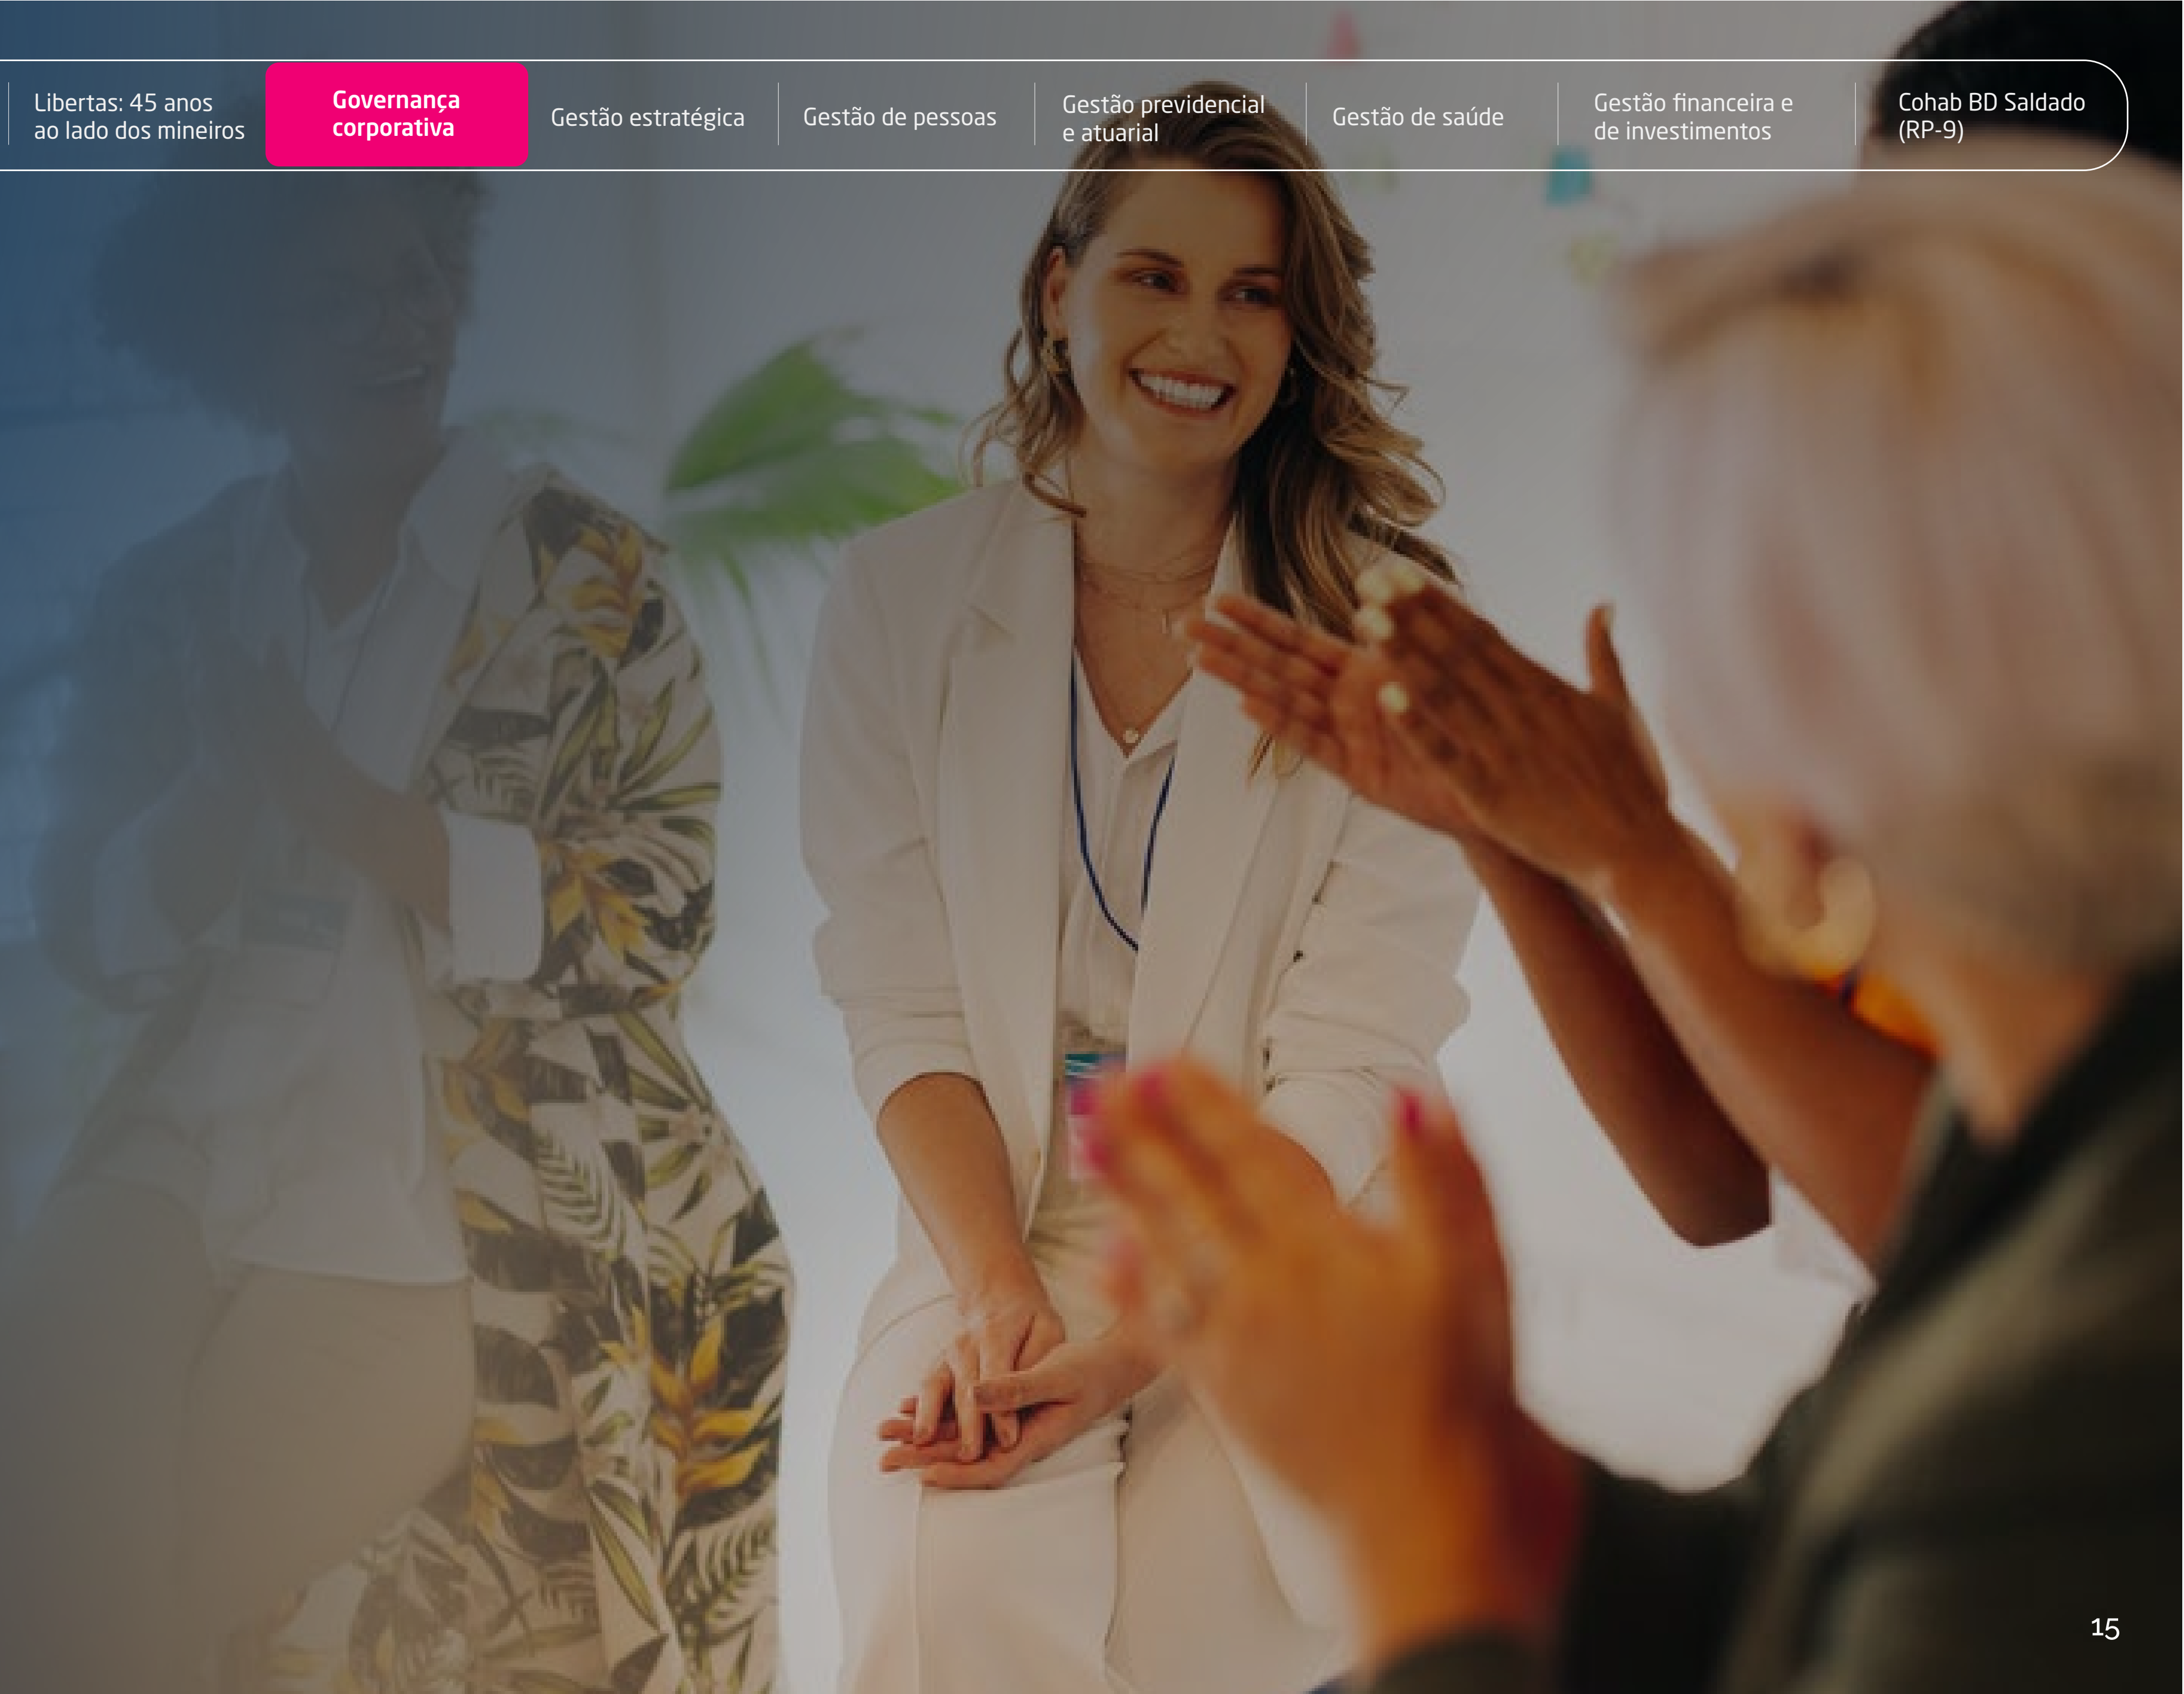 Libertas: 45 anos
ao lado dos mineiros
Governança
corporativa
Gestão estratégica
Gestão de pessoas
Gestão previdencial
e atuarial
Gestão de saúde
Gestão financeira e
de investimentos
Cohab BD Saldado
(RP-9)
15